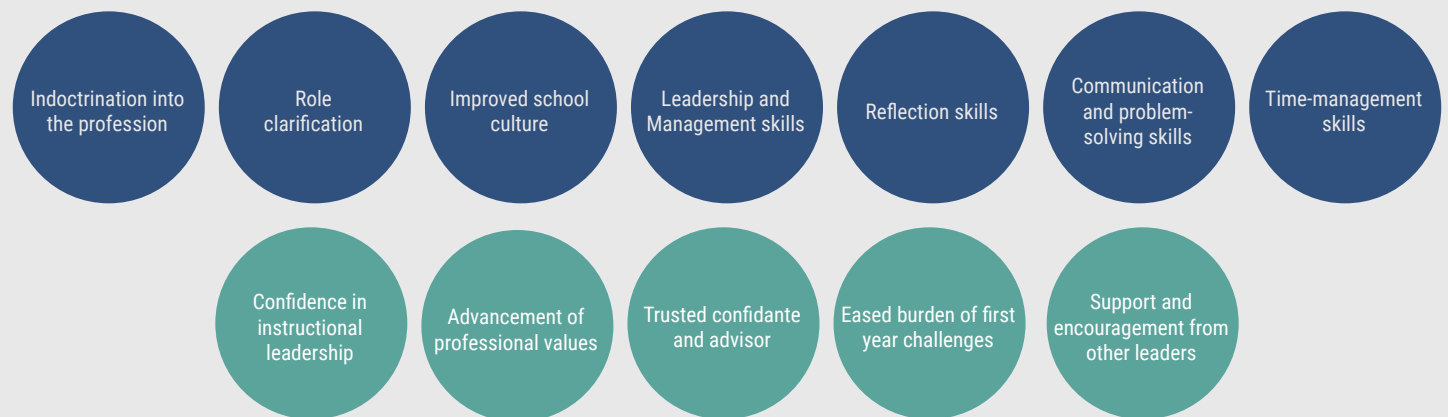 Indoctrination into
the profession
Role
clarification
Improved school
culture
Leadership and
Management skills
Reflection skills
Communication
and problem-
solving skills
Time-management
skills
Confidence in
instructional
leadership
Advancement of
professional values
Trusted confidante
and advisor
Eased burden of first
year challenges
Support and
encouragement from
other leaders